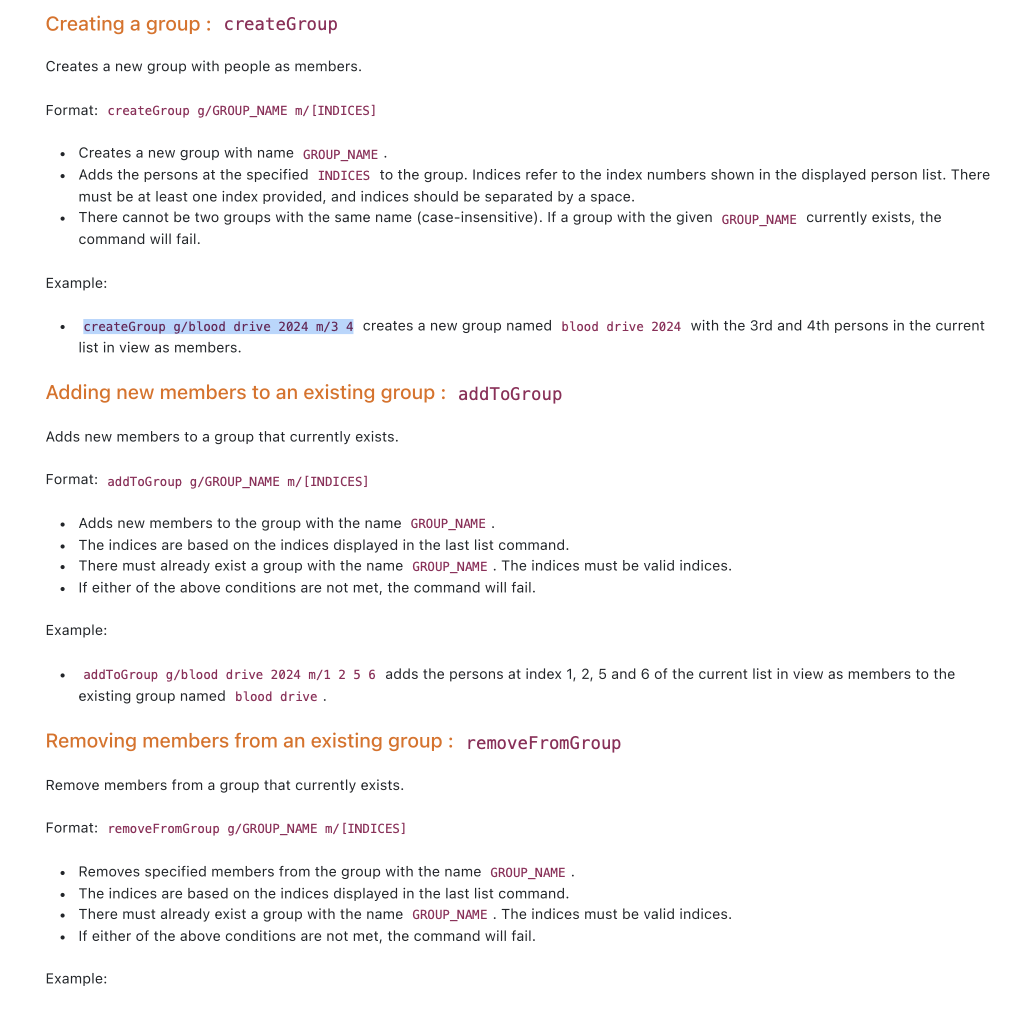 Creating a group : createGroup
Creates a new group with people as members.
Format: createGroup g/GROUP_NAME m/[INDICES]
• Creates a new group with name GROUP_NAME .
• Adds the persons at the specified INDICES to the group. Indices refer to the index numbers shown in the displayed person list. There
must be at least one index provided, and indices should be separated by a space.
• There cannot be two groups with the same name (case-insensitive). If a group with the given GROUP_NAME currently exists, the
command will fail.
Example:
• createGroup g/blood drive 2024 m/3 4 creates a new group named blood drive 2024 with the 3rd and 4th persons in the current
list in view as members.
Adding new members to an existing group : addToGroup
Adds new members to a group that currently exists.
Format: addToGroup g/GROUP_NAME m/[INDICES]
• Adds new members to the group with the name GROUP_NAME .
• The indices are based on the indices displayed in the last list command.
• There must already exist a group with the name GROUP_NAME . The indices must be valid indices.
• If either of the above conditions are not met, the command will fail.
Example:
• addToGroup g/blood drive 2024 m/1 2 5 6 adds the persons at index 1, 2, 5 and 6 of the current list in view as members to the
existing group named blood drive .
Removing members from an existing group : removeFromGroup
Remove members from a group that currently exists.
Format: removeFromGroup g/GROUP_NAME m/[INDICES]
• Removes specified members from the group with the name GROUP_NAME .
• The indices are based on the indices displayed in the last list command.
• There must already exist a group with the name GROUP_NAME . The indices must be valid indices.
• If either of the above conditions are not met, the command will fail.
Example: